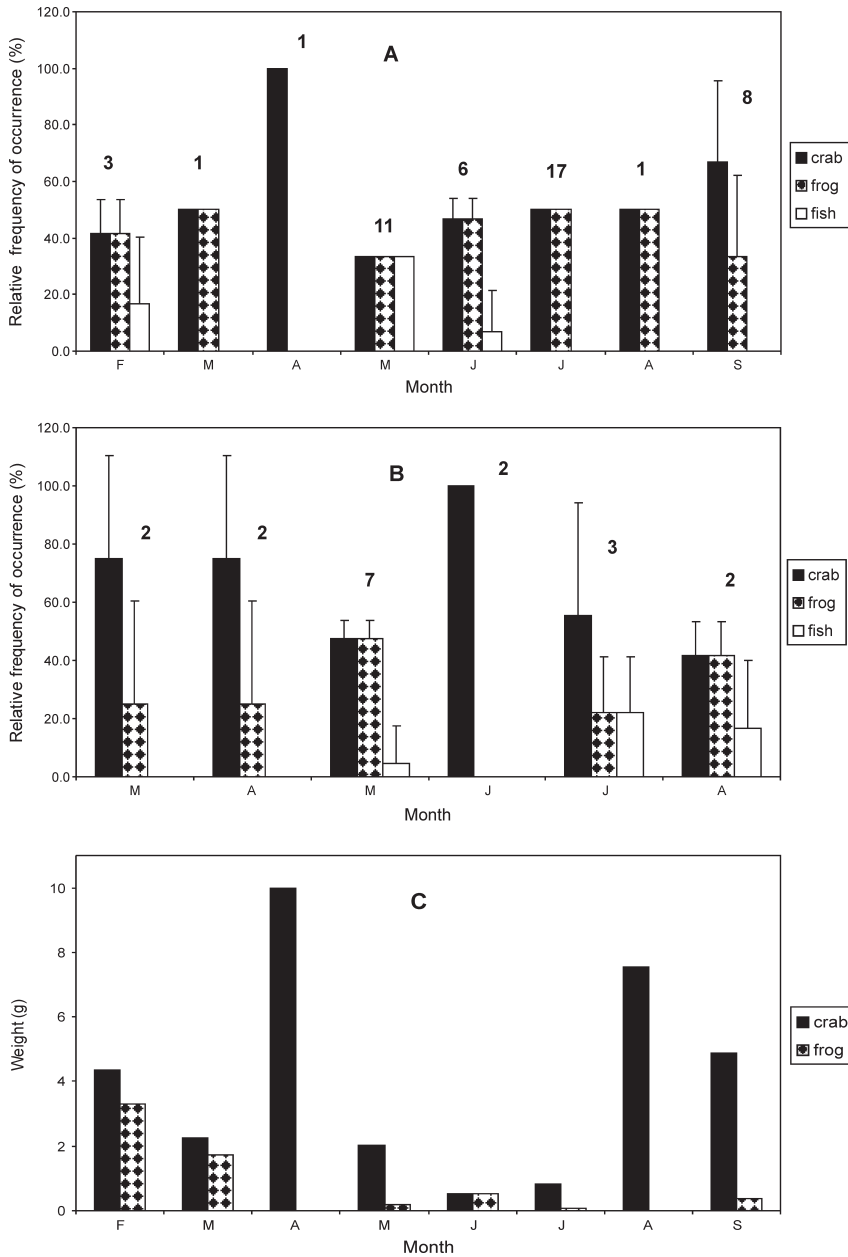 Relative frequency of occurrence (%)
120.0
100.0
80.0
60.0
40.0
20.0
0.0
A
3
1
1
11
6
17
1
8
F M A M J J A S
Month
crab
frog
fish
Relative frequency of occurrence (%)
120.0
100.0
80.0
60.0
40.0
20.0
0.0
B
2
2
7
2
3
2
M A M J J A
Month
crab
frog
fish
Weight (g)
10
8
6
4
2
0
C
F M A M J J A S
Month
crab
frog